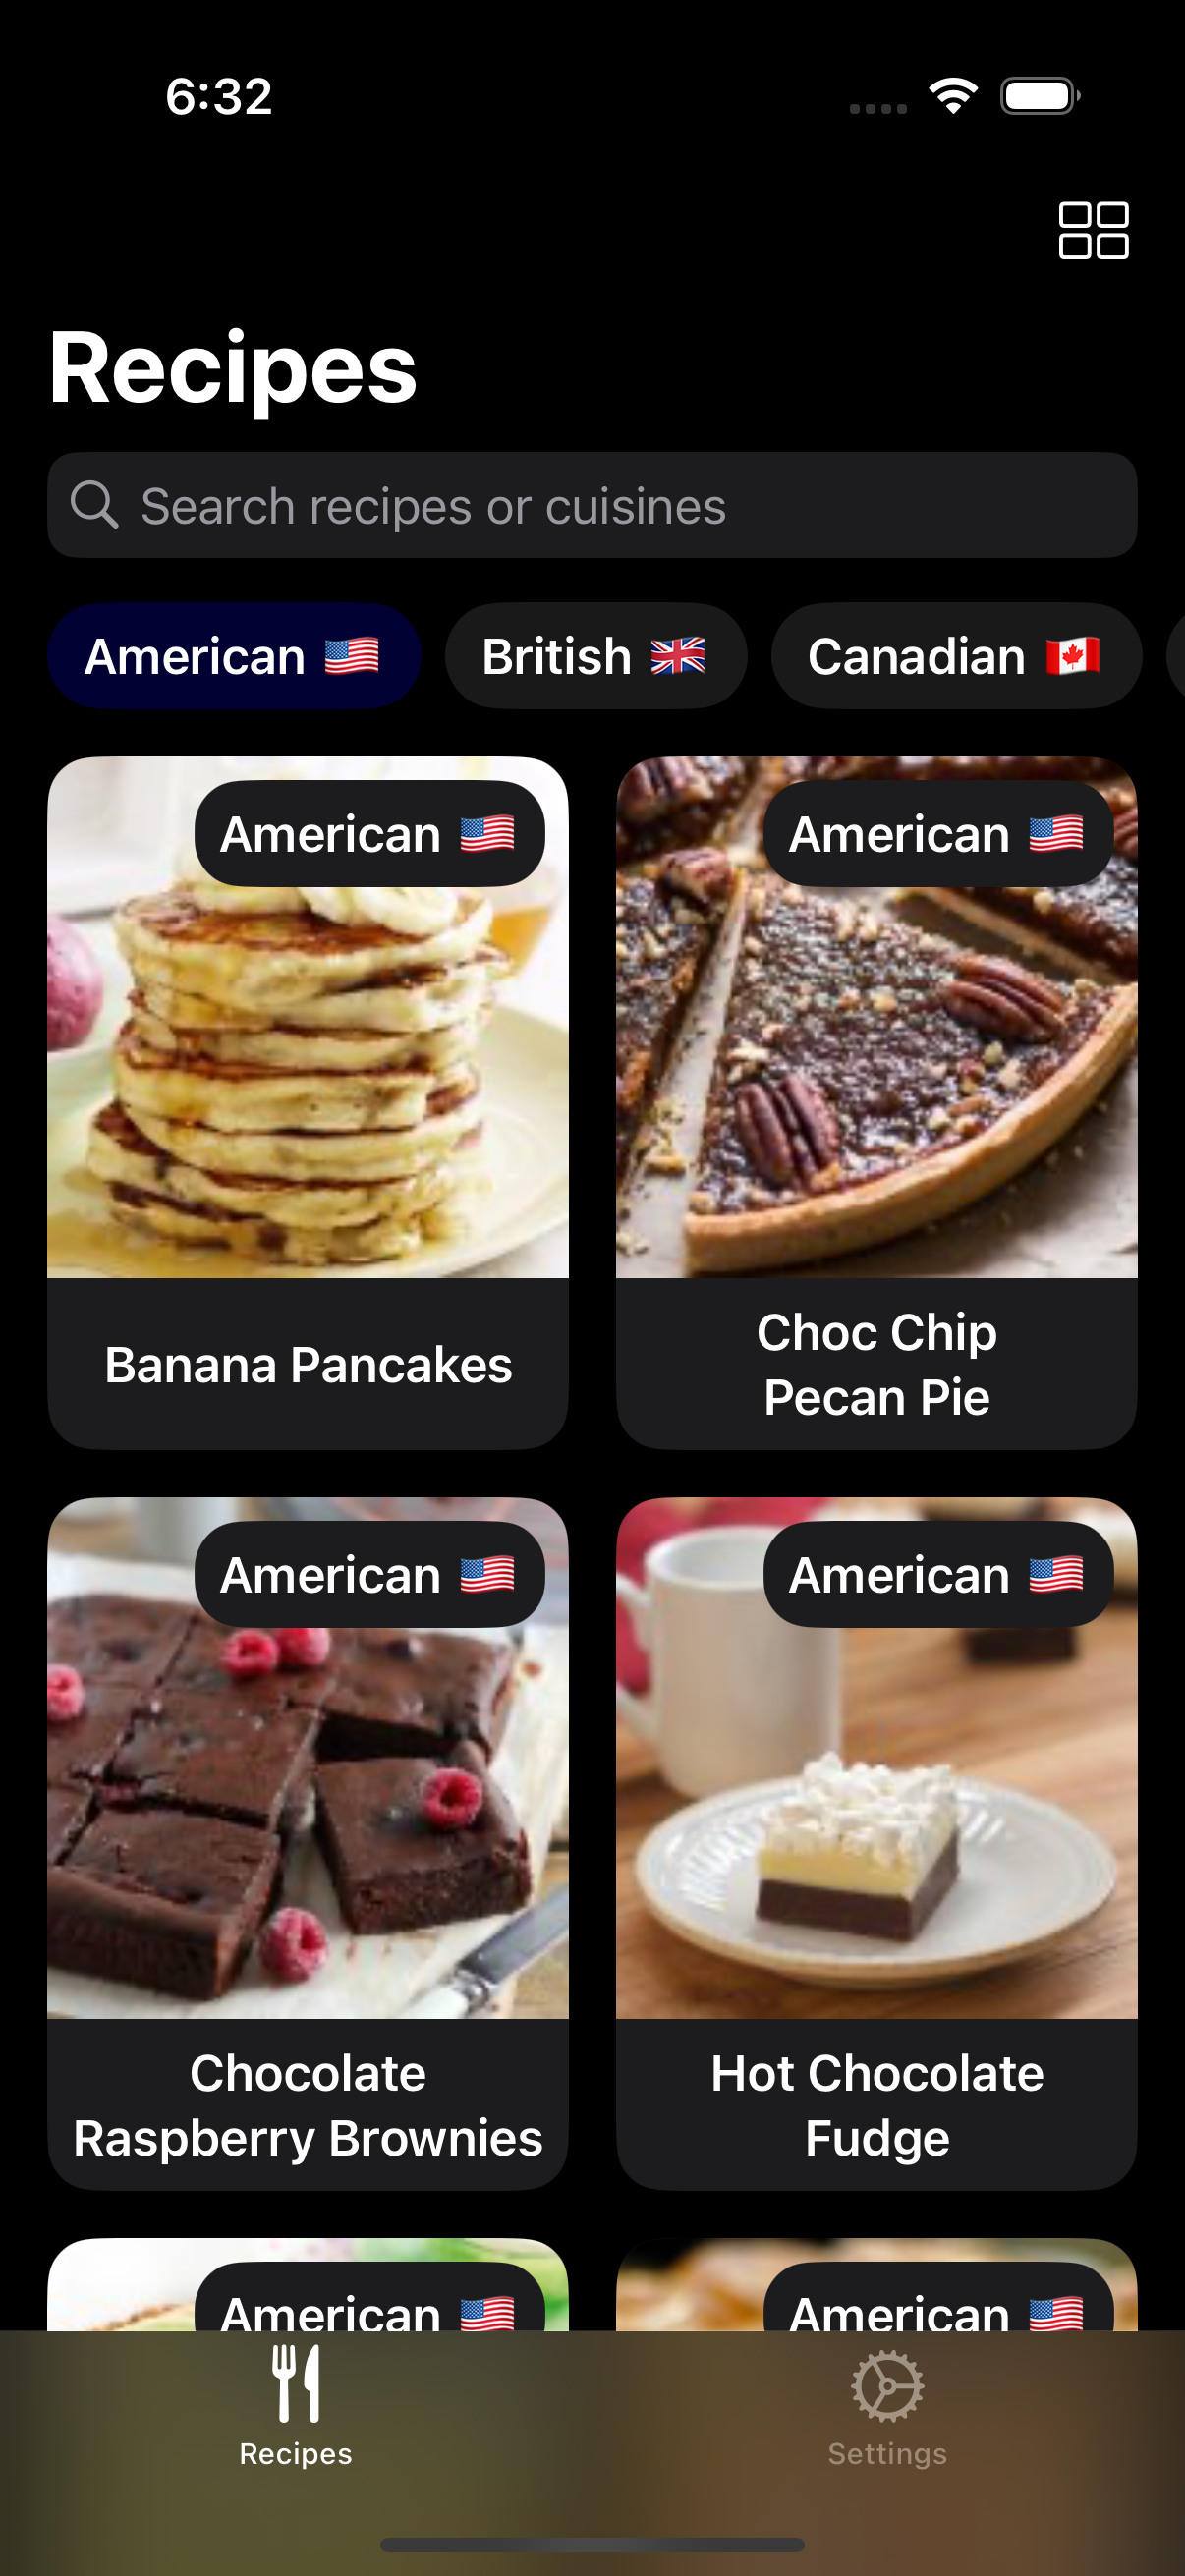 6:32
Recipes
Search recipes or cuisines
American 🇺🇸 British 🇬🇧 Canadian 🇨🇦
American 🇺🇸
American 🇺🇸
Banana Pancakes
Choc Chip
Pecan Pie
American 🇺🇸
American 🇺🇸
Chocolate
Raspberry Brownies
Hot Chocolate
Fudge
American 🇺🇸
American 🇺🇸
Recipes
Settings